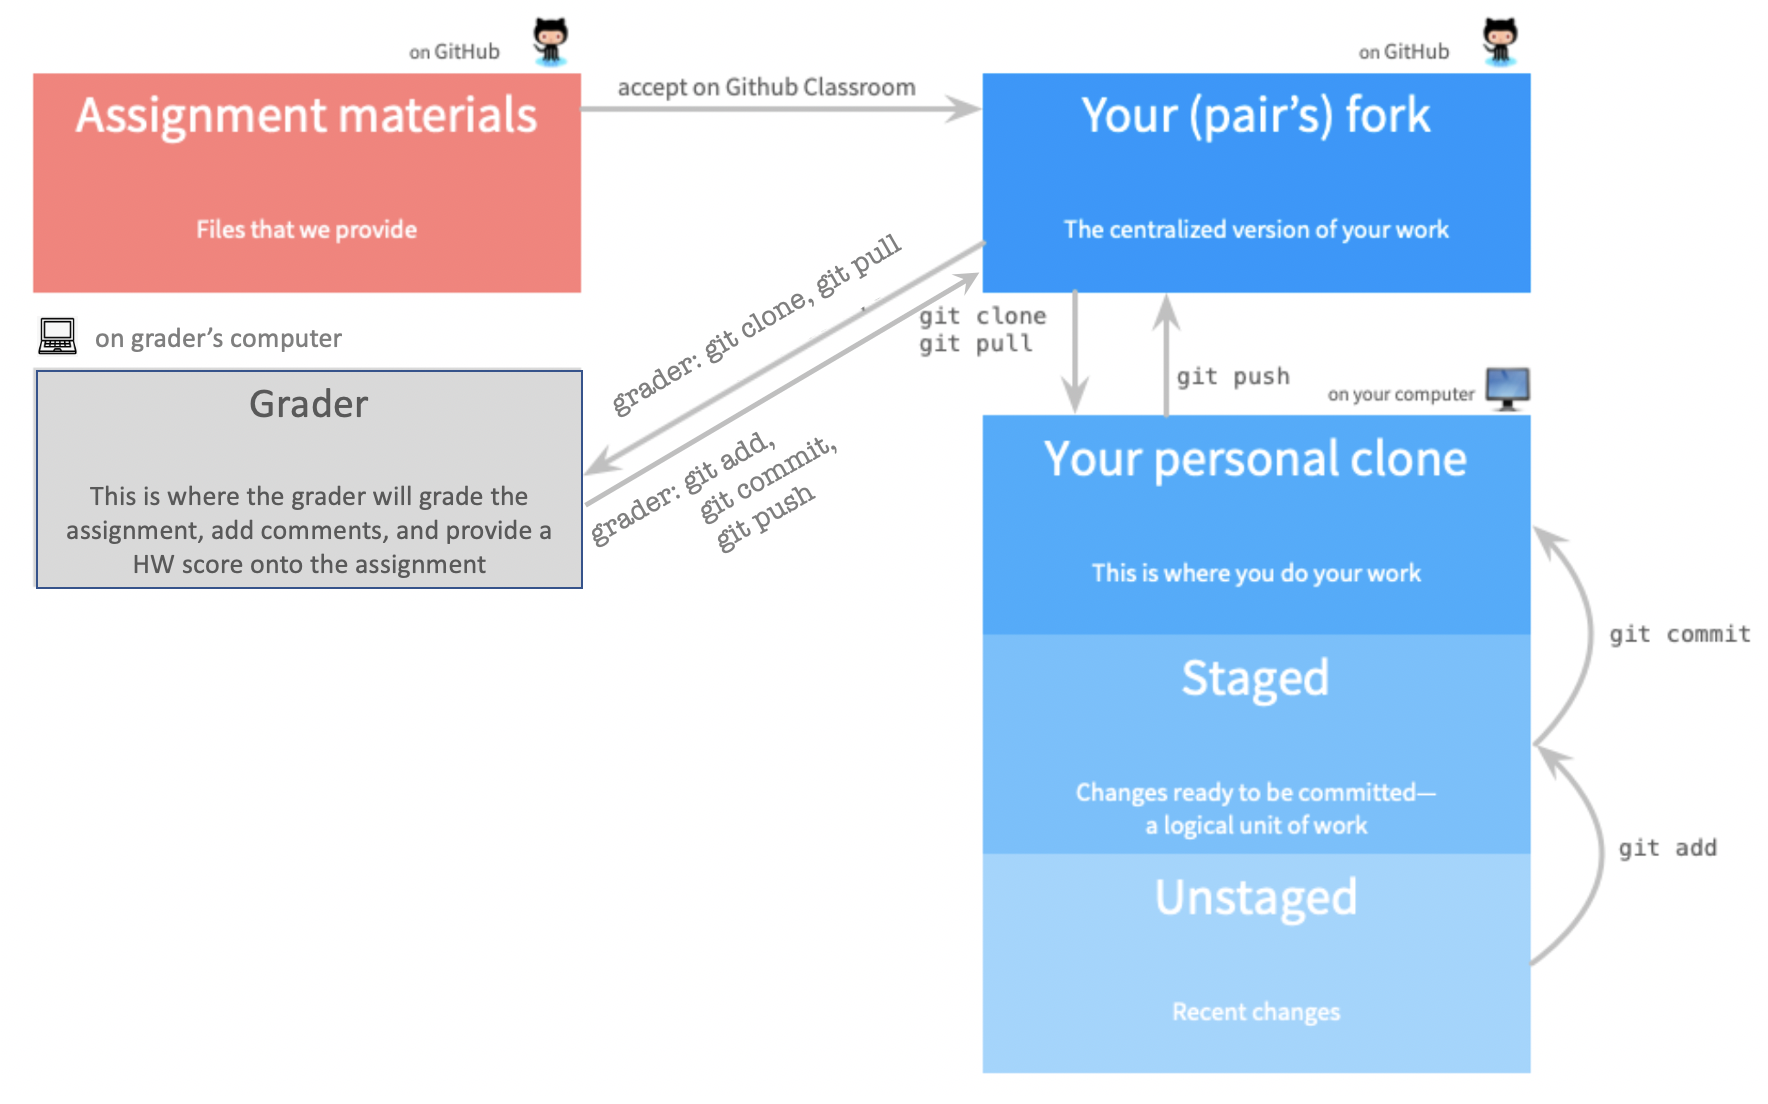 on GitHub
Assignment materials
Files that we provide
accept on Github Classroom
on GitHub
Your (pair's) fork
The centralized version of your work
on grader's computer
Grader
This is where the grader will grade the
assignment, add comments, and provide a
HW score onto the assignment
grader: git clone, git pull
grader: git add,
git commit,
git push
git clone
git pull
git push
on your computer
Your personal clone
This is where you do your work
Staged
Changes ready to be committed—
a logical unit of work
Unstaged
Recent changes
git commit
git add